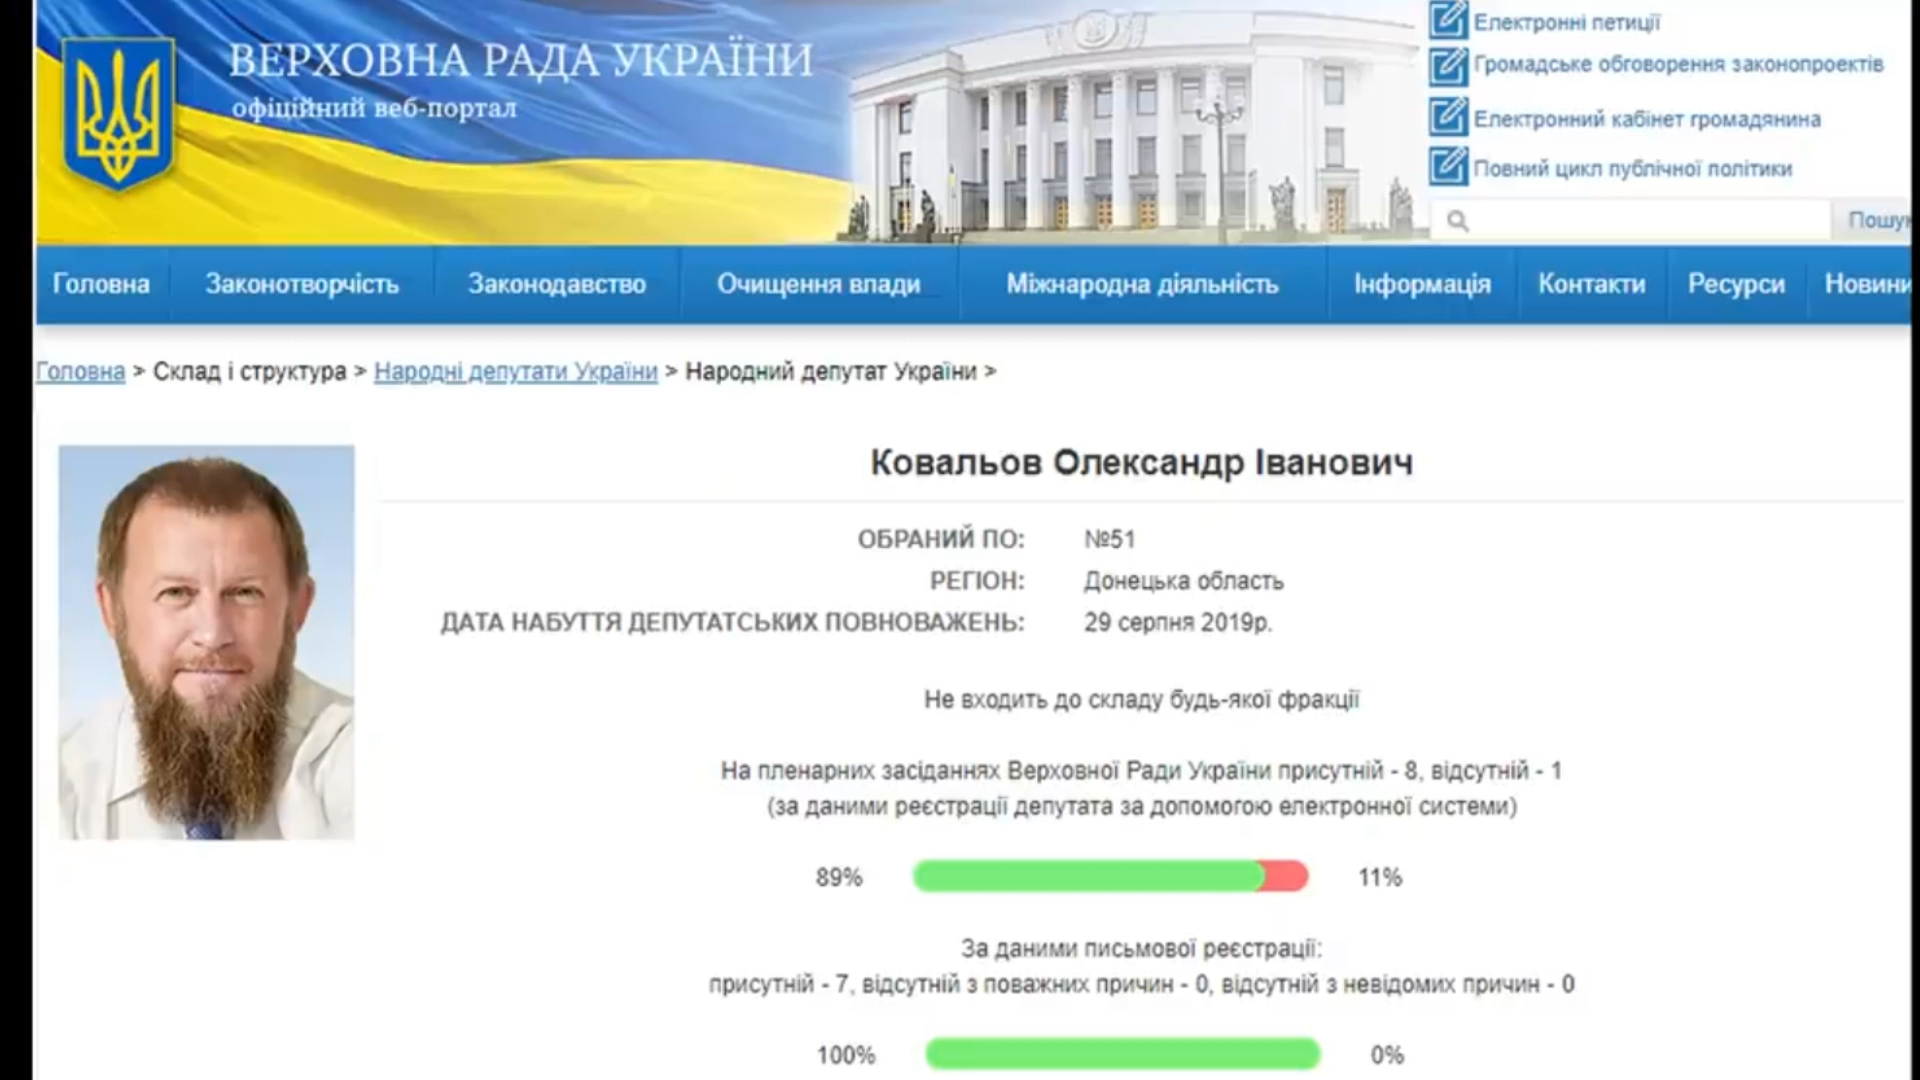 ВЕРХОВНА РАДА УКРАЇНИ
офіційний веб-портал
Електронні петиції
Громадське обговорення законопроектів
Електронний кабінет громадянина
Повний цикл публічної політики
Пошук
Головна Законотворчість Законодавство Очищення влади Міжнародна діяльність Інформація Контакти Ресурси Новини
Головна > Склад і структура > Народні депутати України > Народний депутат України >
Ковальов Олександр Іванович
ОБРАНИЙ ПО: №51
РЕГІОН: Донецька область
ДАТА НАБУТТЯ ДЕПУТАТСЬКИХ ПОВНОВАЖЕНЬ: 29 серпня 2019р.
Не входить до складу будь-якої фракції
На пленарних засіданнях Верховної Ради України присутній - 8, відсутній - 1
(за даними реєстрації депутата за допомогою електронної системи)
89% 11%
За даними письмової реєстрації:
присутній - 7, відсутній з поважних причин - 0, відсутній з невідомих причин - 0
100% 0%